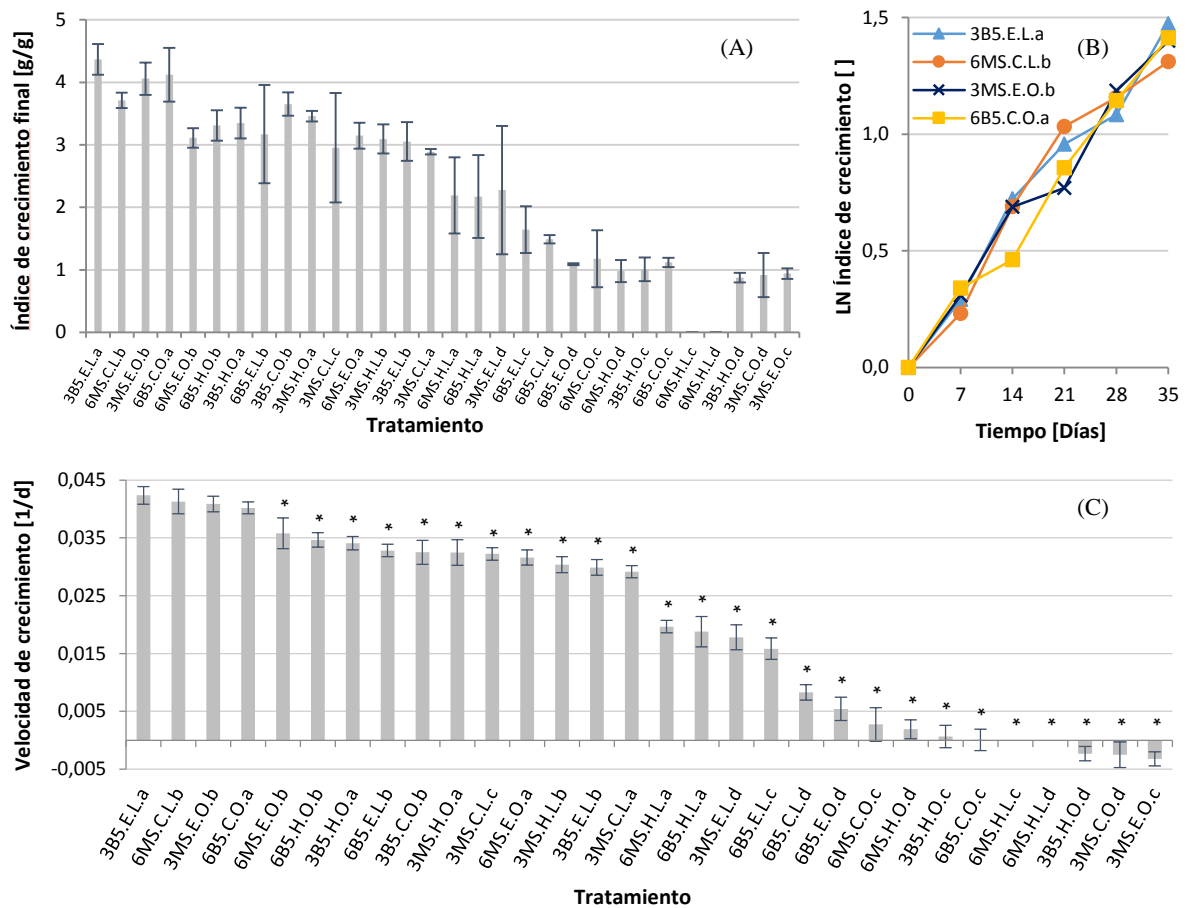 (A)
Índice de crecimiento final [g/g]
5
4
3
2
1
0
3B5.E.L.a
6MS.C.L.b
3MS.E.O.b
6B5.C.O.a
6MS.E.O.b
6B5.H.O.b
3B5.H.O.a
6B5.E.L.b
3B5.C.O.b
3MS.H.O.a
3MS.C.L.c
6MS.E.O.a
3MS.H.L.b
3B5.E.L.b
3MS.C.L.a
6MS.H.L.a
6B5.H.L.a
3MS.E.L.d
6B5.E.L.c
6B5.C.L.d
6B5.E.O.d
6MS.C.O.c
6MS.H.O.d
3B5.H.O.c
6B5.C.O.c
6MS.H.L.c
6MS.H.L.d
3B5.H.O.d
3MS.C.O.d
3MS.E.O.c
Tratamiento
(B)
LN Índice de crecimiento [ ]
1,5
1,0
0,5
0,0
3B5.E.L.a
6MS.C.L.b
3MS.E.O.b
6B5.C.O.a
0 7 14 21 28 35
Tiempo [Días]
(C)
Velocidad de crecimiento [1/d]
0,045
0,035
0,025
0,015
0,005
-0,005
* * * * * * * * * * * * * * * * * * * * * * * * * *
3B5.E.L.a
6MS.C.L.b
3MS.E.O.b
6B5.C.O.a
6MS.E.O.b
6B5.H.O.b
3B5.H.O.a
6B5.E.L.b
3B5.C.O.b
3MS.H.O.a
3MS.C.L.c
6MS.E.O.a
3MS.H.L.b
3B5.E.L.b
3MS.C.L.a
6MS.H.L.a
6B5.H.L.a
3MS.E.L.d
6B5.E.L.c
6B5.C.L.d
6B5.E.O.d
6MS.C.O.c
6MS.H.O.d
3B5.H.O.c
6B5.C.O.c
6MS.H.L.c
6MS.H.L.d
3B5.H.O.d
3MS.C.O.d
3MS.E.O.c
Tratamiento